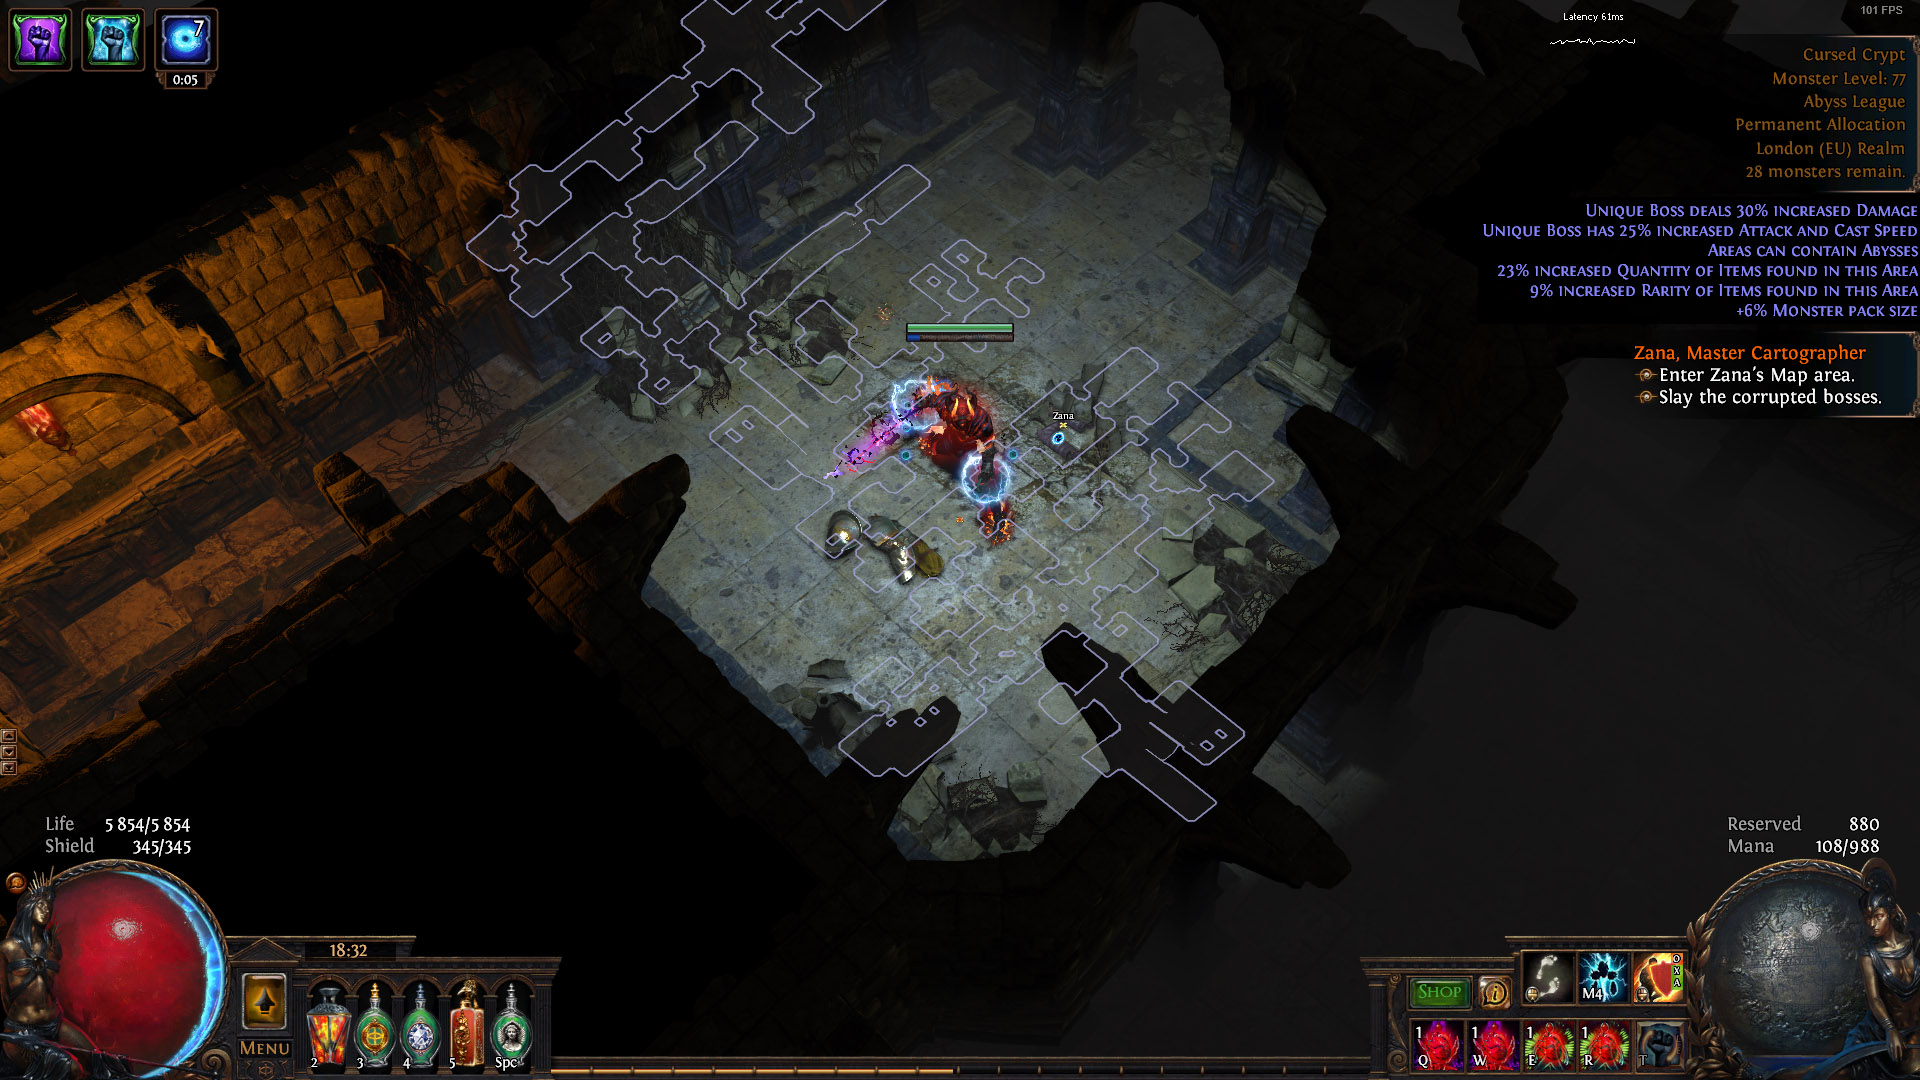 7
0:05
Latency 61ms
101 FPS
Cursed Crypt
Monster Level: 77
Abyss League
Permanent Allocation
London (EU) Realm
28 monsters remain.
Unique Boss deals 30% increased Damage
Unique Boss has 25% increased Attack and Cast Speed
Areas can contain Abysses
23% increased Quantity of Items found in this Area
9% increased Rarity of Items found in this Area
+6% Monster pack size
Zana, Master Cartographer
Enter Zana's Map area.
Slay the corrupted bosses.
Zana
Life 5 854/5 854
Shield 345/345
Reserved 880
Mana 108/988
18:32
Menu
2 3 4 5 Spc
Shop
M4
O
X
A
1 1 1 1
Q W E R T